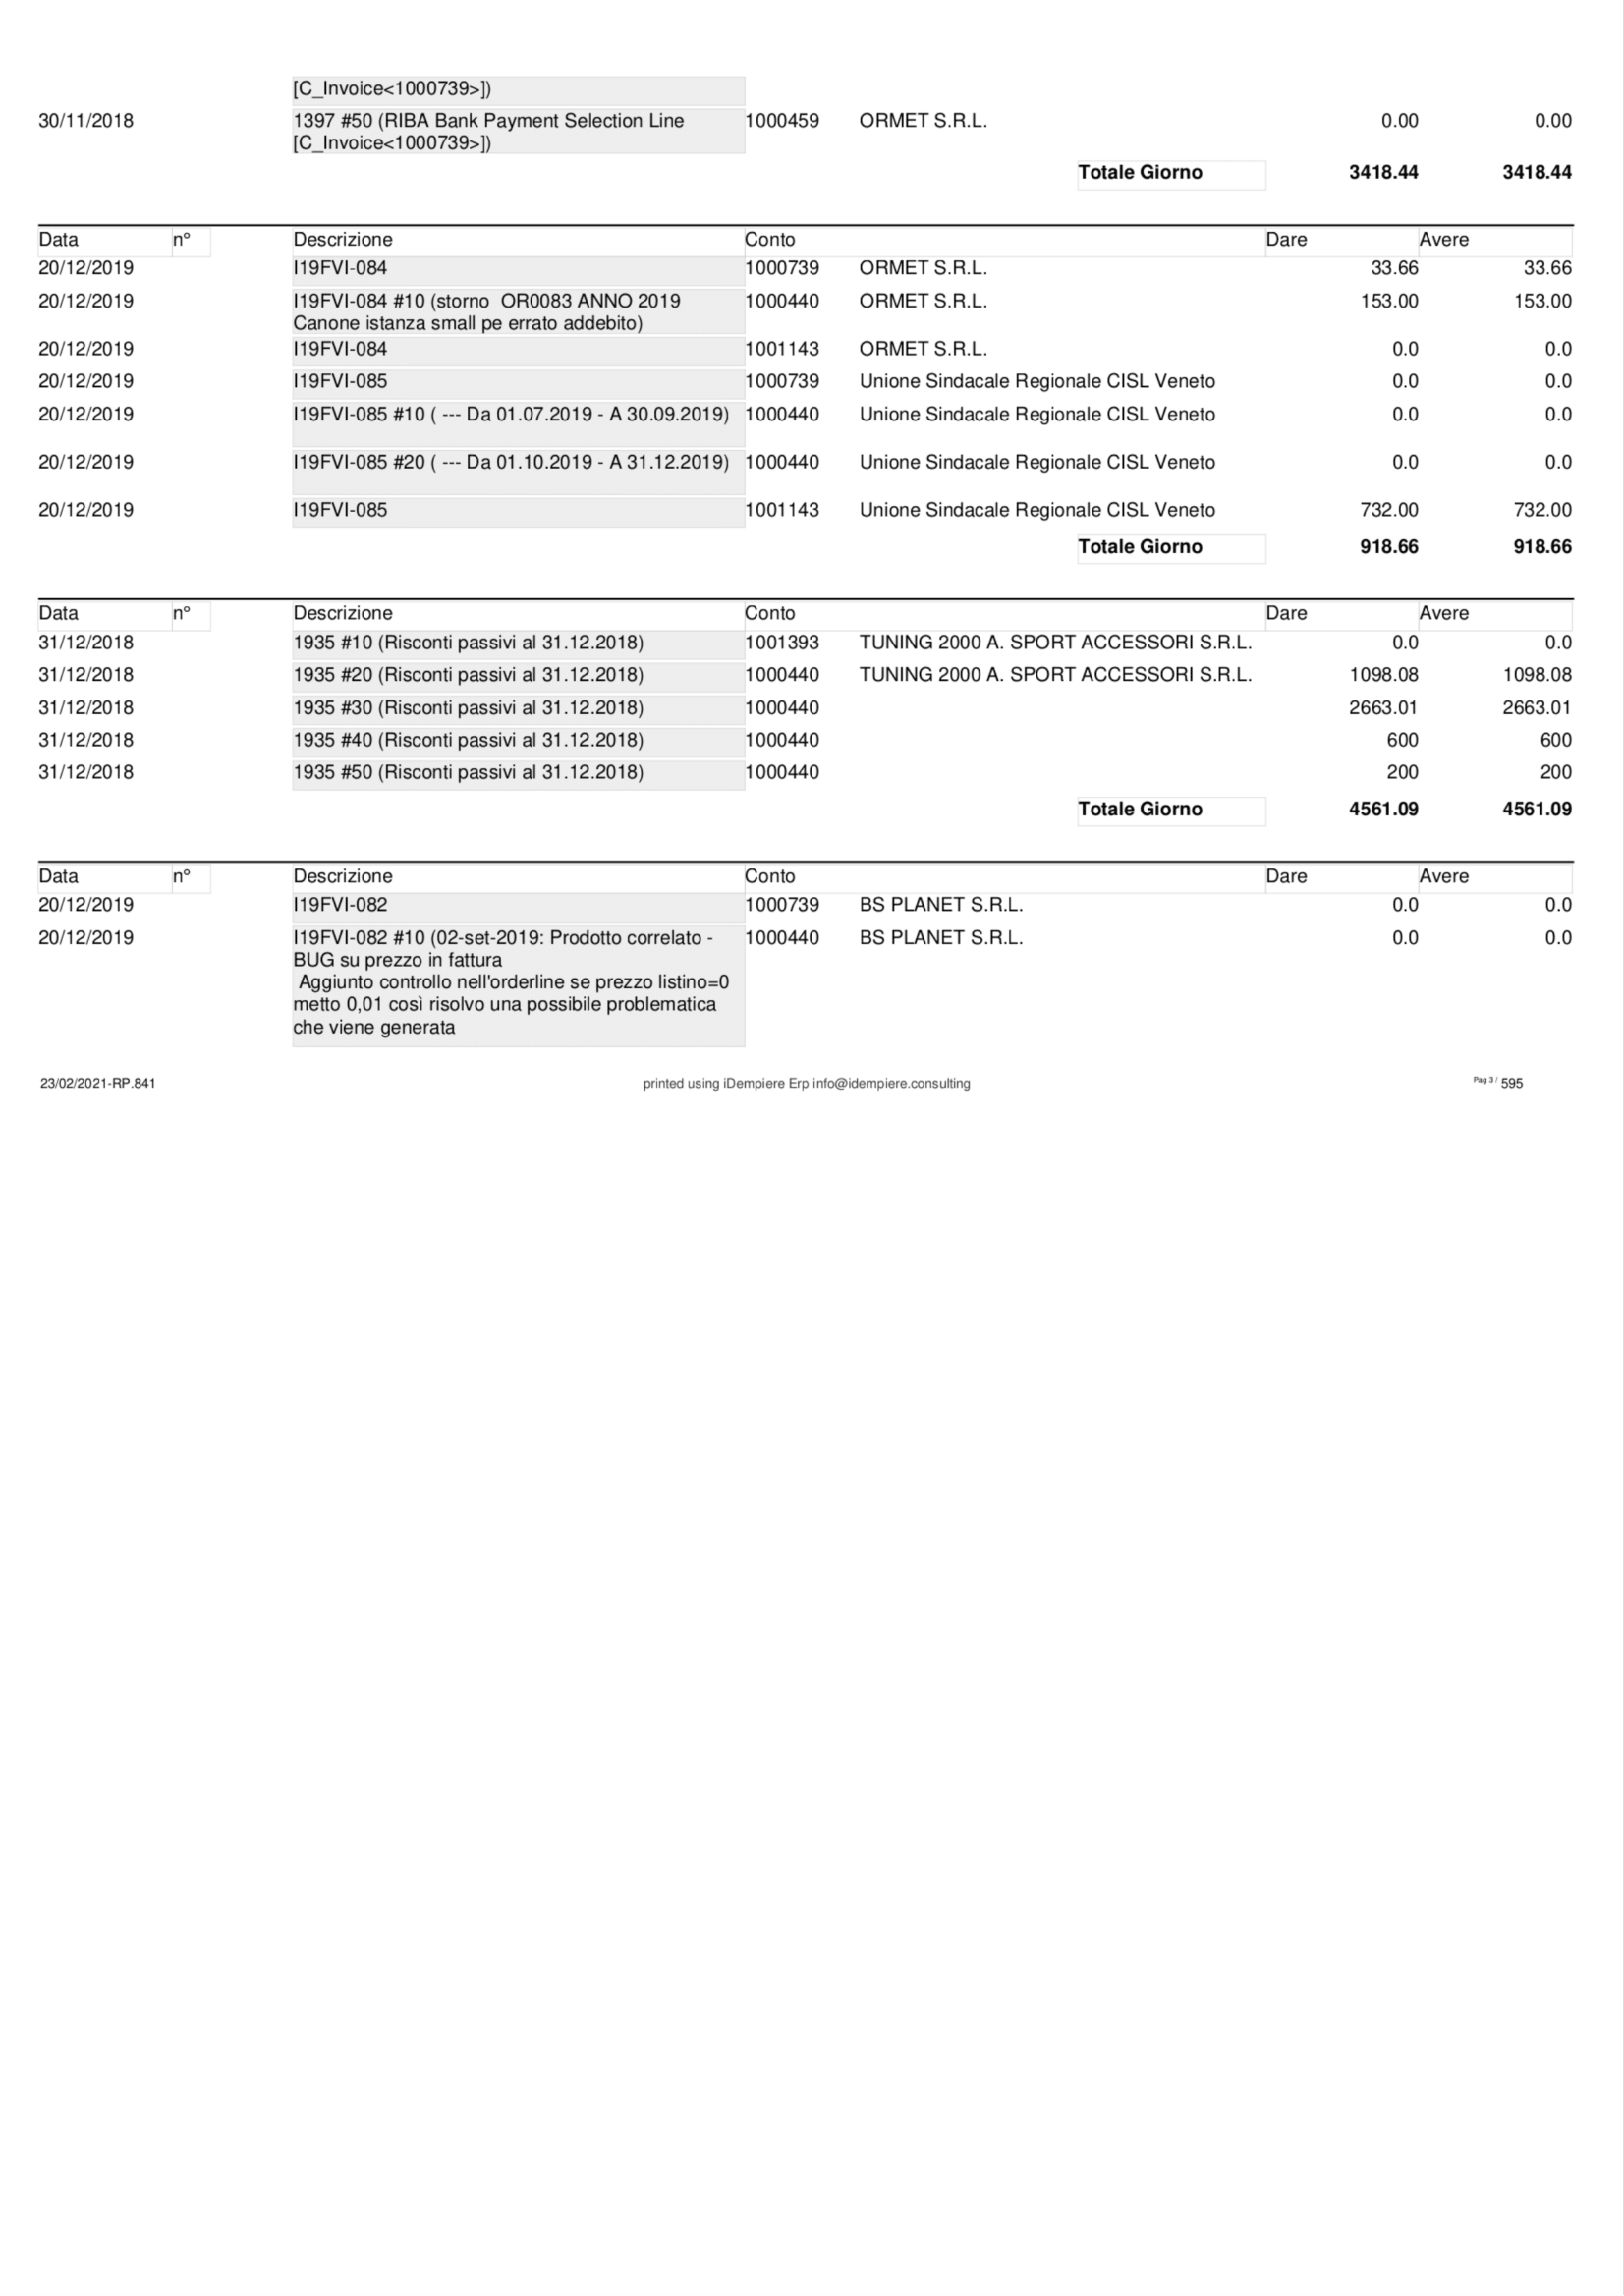 [C_Invoice<1000739>])
30/11/2018 1397 #50 (RIBA Bank Payment Selection Line 1000459 ORMET S.R.L. 0.00 0.00
[C_Invoice<1000739>])
Totale Giorno 3418.44 3418.44
Data n° Descrizione Conto Dare Avere
20/12/2019 I19FVI-084 1000739 ORMET S.R.L. 33.66 33.66
20/12/2019 I19FVI-084 #10 (storno  OR0083 ANNO 2019 1000440 ORMET S.R.L. 153.00 153.00
Canone istanza small pe errato addebito)
20/12/2019 I19FVI-084 1001143 ORMET S.R.L. 0.0 0.0
20/12/2019 I19FVI-085 1000739 Unione Sindacale Regionale CISL Veneto 0.0 0.0
20/12/2019 I19FVI-085 #10 ( --- Da 01.07.2019 - A 30.09.2019) 1000440 Unione Sindacale Regionale CISL Veneto 0.0 0.0
20/12/2019 I19FVI-085 #20 ( --- Da 01.10.2019 - A 31.12.2019) 1000440 Unione Sindacale Regionale CISL Veneto 0.0 0.0
20/12/2019 I19FVI-085 1001143 Unione Sindacale Regionale CISL Veneto 732.00 732.00
Totale Giorno 918.66 918.66
Data n° Descrizione Conto Dare Avere
31/12/2018 1935 #10 (Risconti passivi al 31.12.2018) 1001393 TUNING 2000 A. SPORT ACCESSORI S.R.L. 0.0 0.0
31/12/2018 1935 #20 (Risconti passivi al 31.12.2018) 1000440 TUNING 2000 A. SPORT ACCESSORI S.R.L. 1098.08 1098.08
31/12/2018 1935 #30 (Risconti passivi al 31.12.2018) 1000440 2663.01 2663.01
31/12/2018 1935 #40 (Risconti passivi al 31.12.2018) 1000440 600 600
31/12/2018 1935 #50 (Risconti passivi al 31.12.2018) 1000440 200 200
Totale Giorno 4561.09 4561.09
Data n° Descrizione Conto Dare Avere
20/12/2019 I19FVI-082 1000739 BS PLANET S.R.L. 0.0 0.0
20/12/2019 I19FVI-082 #10 (02-set-2019: Prodotto correlato - 1000440 BS PLANET S.R.L. 0.0 0.0
BUG su prezzo in fattura
Aggiunto controllo nell'orderline se prezzo listino=0
metto 0,01 così risolvo una possibile problematica
che viene generata
23/02/2021-RP.841 printed using iDempiere Erp info@idempiere.consulting Pag 3 / 595